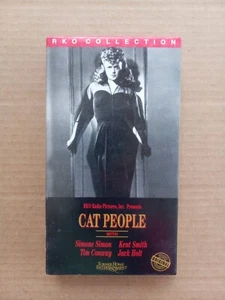 RKO COLLECTION
RKO Radio Pictures, Inc. Presents
CAT PEOPLE
Simone Simon Kent Smith
Tom Conway Jack Holt